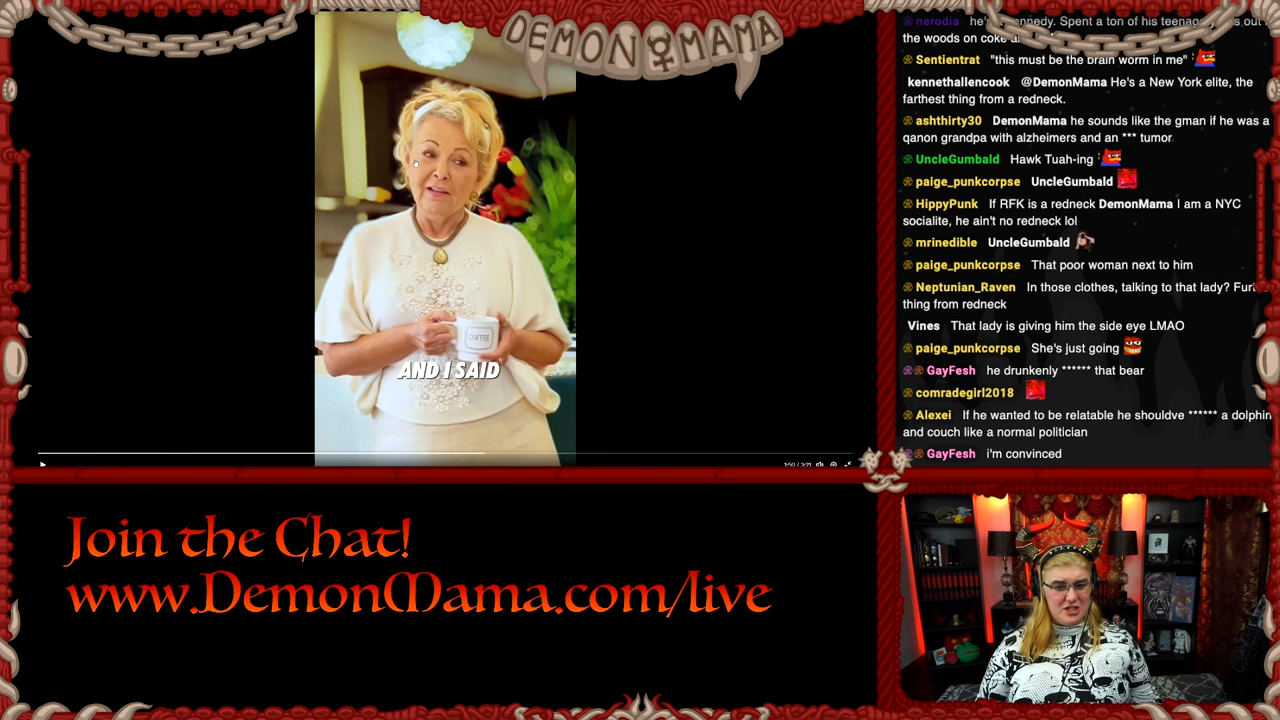 DEMON MAMA
nerodia he's
the woods on coke
Sentientrat "this must be the brain worm in me"
kennethallencook @DemonMama He's a New York elite, the
farthest thing from a redneck.
ashthirty30 DemonMama he sounds like the gman if he was a
qanon grandpa with alzheimers and an *** tumor
UncleGumbald Hawk Tuah-ing
paige_punkcorpse UncleGumbald
HippyPunk If RFK is a redneck DemonMama I am a NYC
socialite, he ain't no redneck lol
mrinedible UncleGumbald
paige_punkcorpse That poor woman next to him
Neptunian_Raven In those clothes, talking to that lady?
thing from redneck
Vines That lady is giving him the side eye LMAO
paige_punkcorpse She's just going
GayFesh he drunkenly ****** that bear
comradegirl2018
Alexei If he wanted to be relatable he shouldve ****** a dolphin
and couch like a normal politician
GayFesh i'm convinced
COFFEE
AND I SAID
Join the Chat!
www.DemonMama.com/live